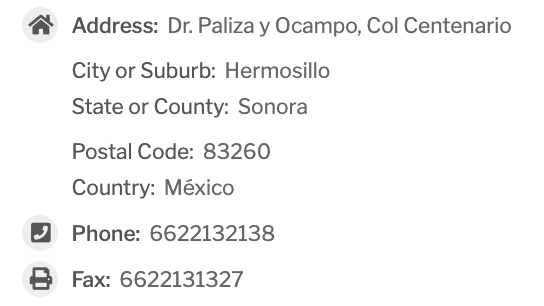 Address: Dr. Paliza y Ocampo, Col Centenario
City or Suburb: Hermosillo
State or County: Sonora
Postal Code: 83260
Country: México
Phone: 6622132138
Fax: 6622131327